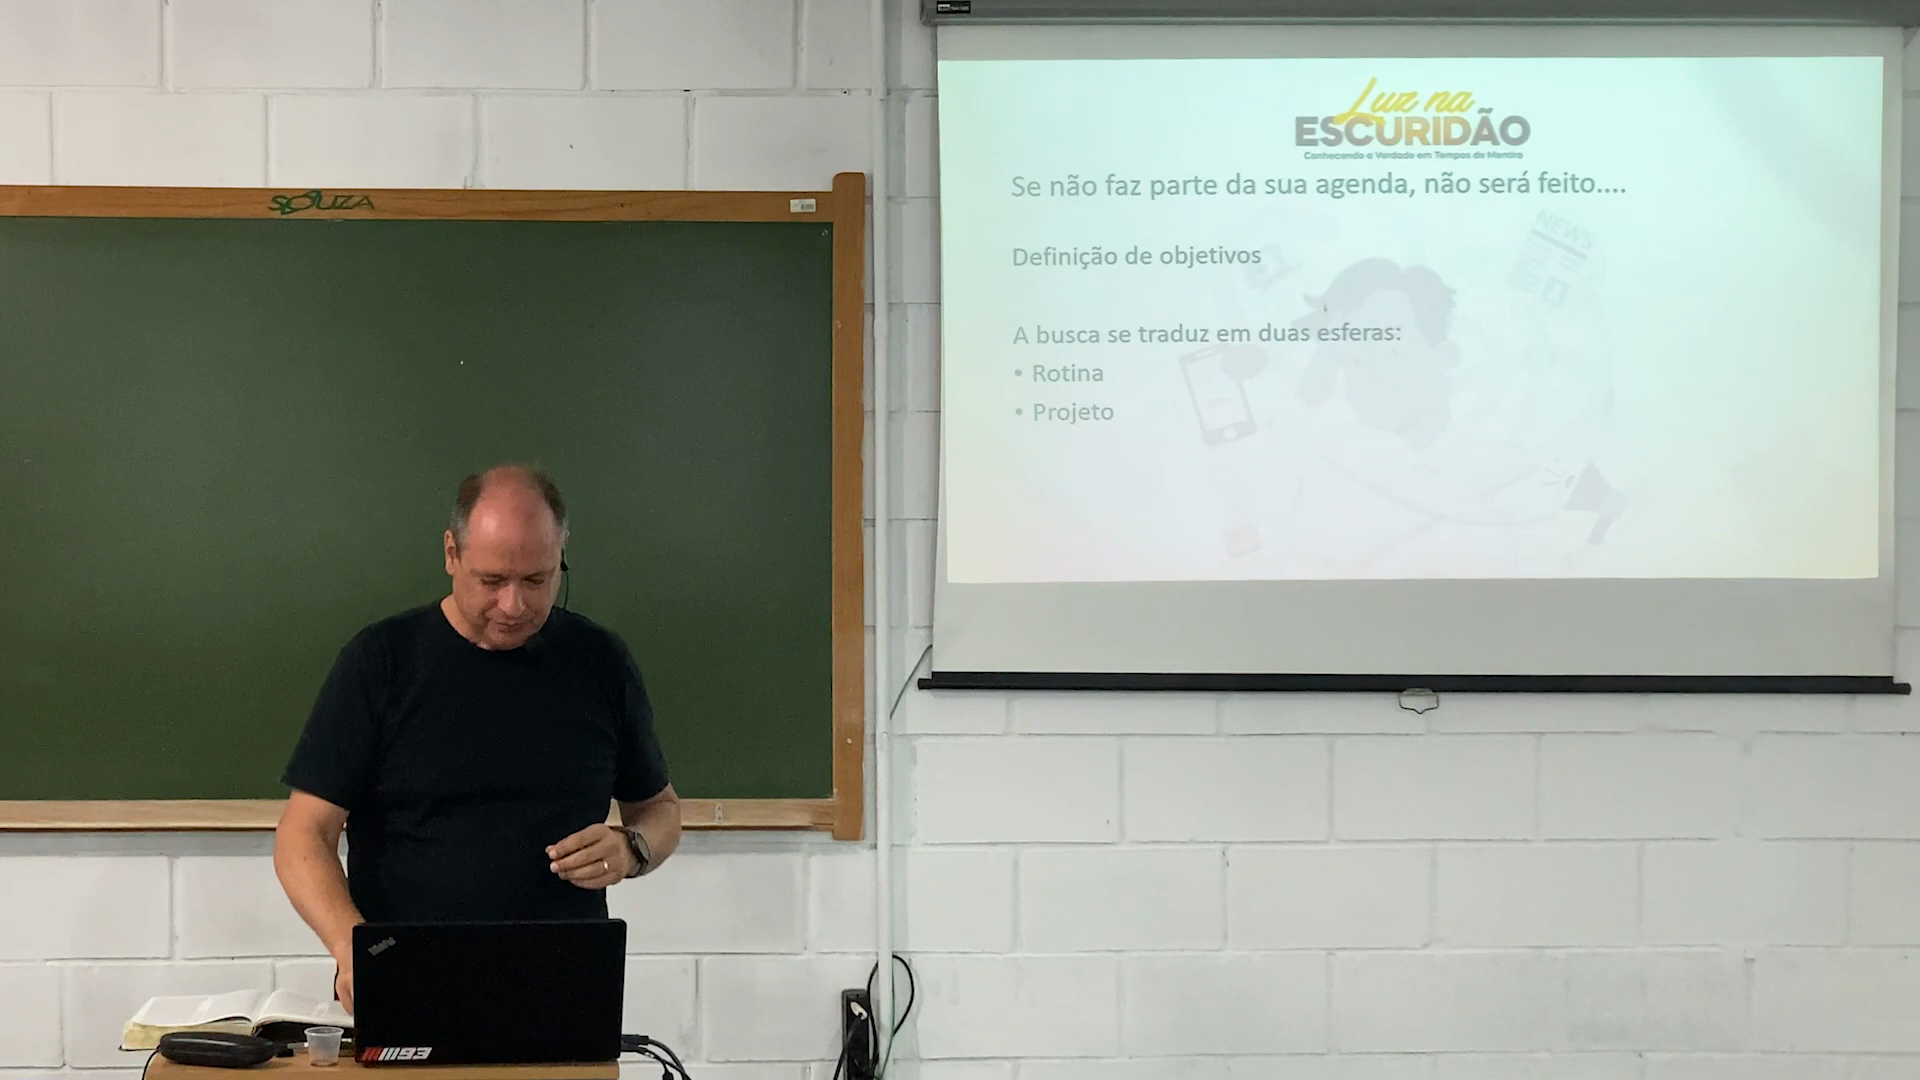 SOUZA
Luz na
ESCURIDÃO
Conhecendo a Verdade em Tempos de Mentira
Se não faz parte da sua agenda, não será feito....
NEWS
Definição de objetivos
A busca se traduz em duas esferas:
• Rotina
• Projeto
ThinkPad
93